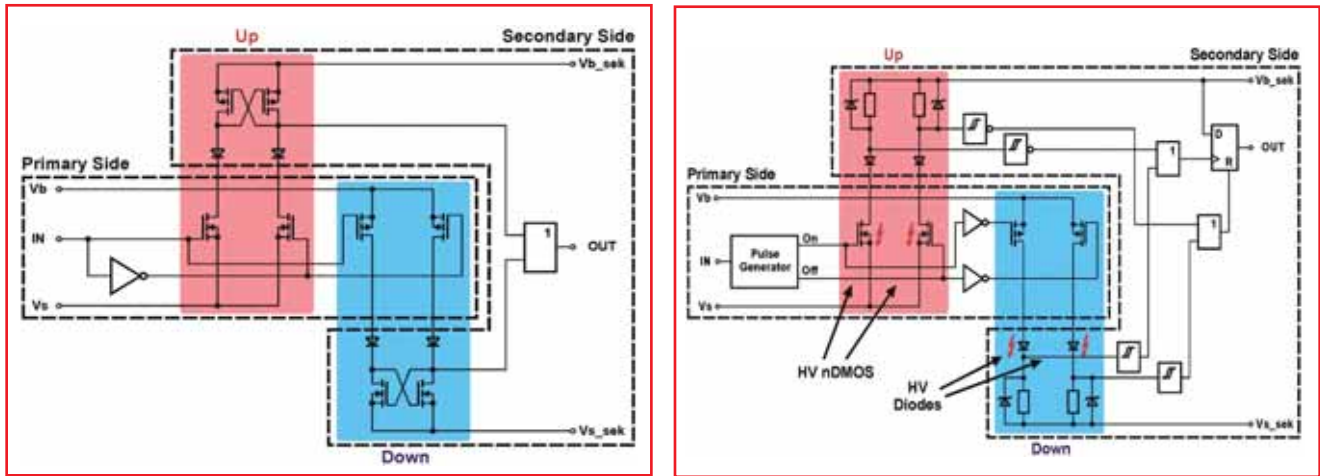 Up
Secondary Side
Vb_sek
Primary Side
Vb
IN
1
OUT
Vs
Vs_sek
Down
Up
Secondary Side
Vb_sek
D
1
OUT
R
Primary Side
Vb
1
On
IN
Pulse
Generator
Off
Vs
HV nDMOS
HV
Diodes
Vs_sek
Down